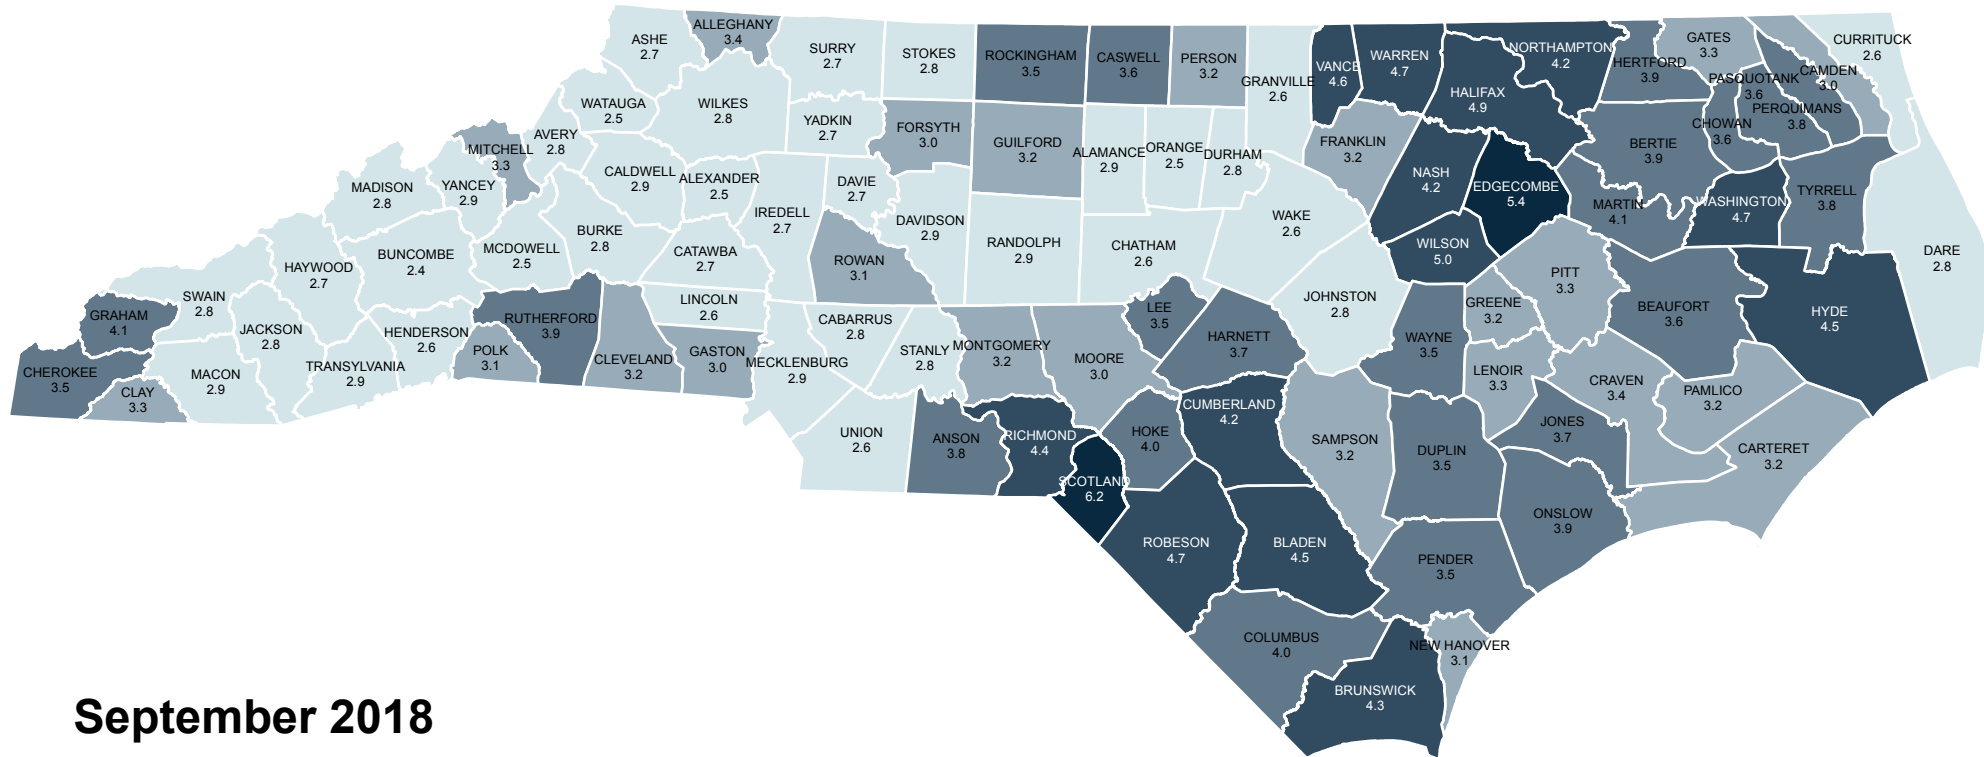 ALLEGHANY
3.4
ASHE
2.7
SURRY
2.7
STOKES
2.8
ROCKINGHAM
3.5
CASWELL
3.6
PERSON
3.2
GRANVILLE
2.6
VANCE
4.6
WARREN
4.7
NORTHAMPTON
4.2
HALIFAX
4.9
HERTFORD
3.9
GATES
3.3
PASQUOTANK
3.6
CAMDEN
3.0
CURRITUCK
2.6
PERQUIMANS
3.8
CHOWAN
3.6
BERTIE
3.9
WATAUGA
2.5
WILKES
2.8
YADKIN
2.7
FORSYTH
3.0
GUILFORD
3.2
ALAMANCE
2.9
ORANGE
2.5
DURHAM
2.8
FRANKLIN
3.2
NASH
4.2
EDGECOMBE
5.4
MARTIN
4.1
WASHINGTON
4.7
TYRRELL
3.8
DARE
2.8
AVERY
2.8
MITCHELL
3.3
YANCEY
2.9
MADISON
2.8
CALDWELL
2.9
ALEXANDER
2.5
IREDELL
2.7
DAVIE
2.7
DAVIDSON
2.9
RANDOLPH
2.9
CHATHAM
2.6
WAKE
2.6
WILSON
5.0
PITT
3.3
BEAUFORT
3.6
HYDE
4.5
BURKE
2.8
MCDOWELL
2.5
BUNCOMBE
2.4
HAYWOOD
2.7
CATAWBA
2.7
ROWAN
3.1
LINCOLN
2.6
CABARRUS
2.8
JOHNSTON
2.8
GREENE
3.2
LEE
3.5
SWAIN
2.8
GRAHAM
4.1
JACKSON
2.8
HENDERSON
2.6
RUTHERFORD
3.9
POLK
3.1
CLEVELAND
3.2
GASTON
3.0
MECKLENBURG
2.9
STANLY
2.8
MONTGOMERY
3.2
MOORE
3.0
HARNETT
3.7
WAYNE
3.5
LENOIR
3.3
CRAVEN
3.4
PAMLICO
3.2
CHEROKEE
3.5
CLAY
3.3
MACON
2.9
TRANSYLVANIA
2.9
UNION
2.6
ANSON
3.8
RICHMOND
4.4
SCOTLAND
6.2
HOKE
4.0
CUMBERLAND
4.2
SAMPSON
3.2
DUPLIN
3.5
JONES
3.7
CARTERET
3.2
ONSLOW
3.9
ROBESON
4.7
BLADEN
4.5
PENDER
3.5
COLUMBUS
4.0
NEW HANOVER
3.1
BRUNSWICK
4.3
September 2018